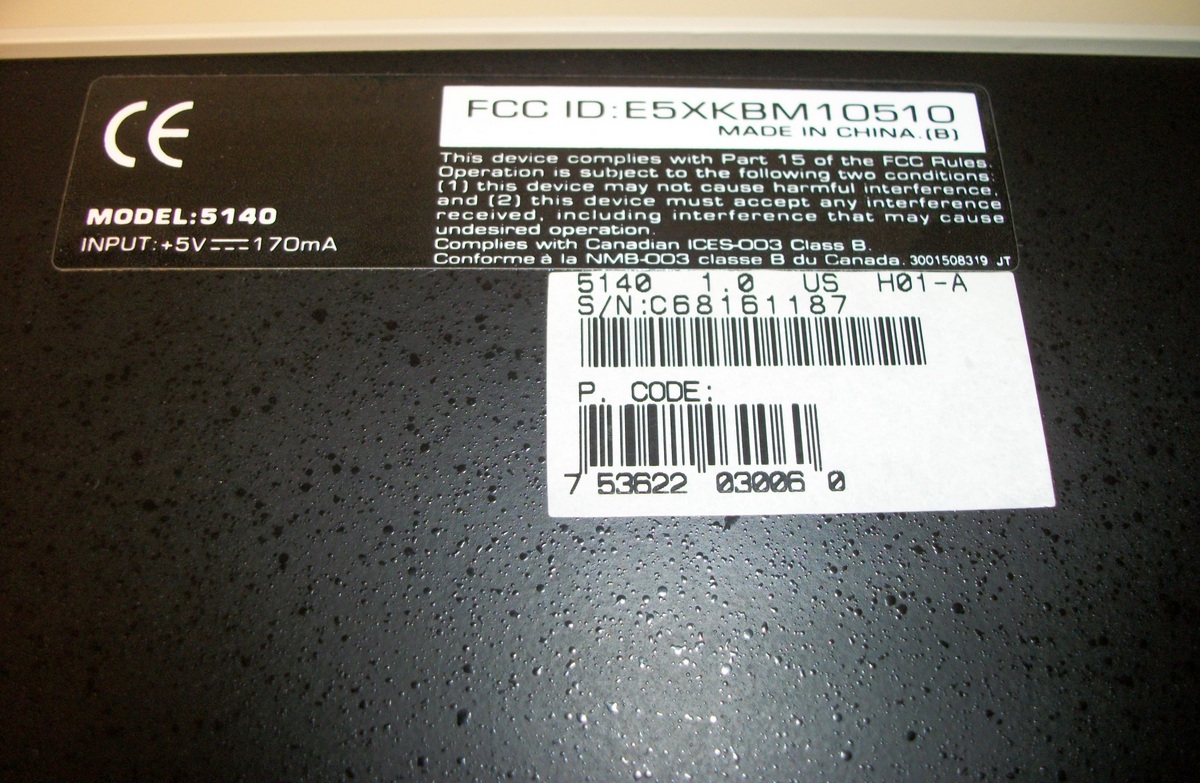 CE
FCC ID:E5XKBM10510
MADE IN CHINA.(B)
This device complies with Part 15 of the FCC Rules.
Operation is subject to the following two conditions:
(1) this device may not cause harmful interference,
and (2) this device must accept any interference
received, including interference that may cause
undesired operation.
Complies with Canadian ICES-003 Class B.
Conforme à la NMB-003 classe B du Canada. 3001508319 JT
MODEL:5140
INPUT:+5V⎓170mA
5140 1.0 US H01-A
S/N:C68161187
P. CODE:
7 53622 03006 0